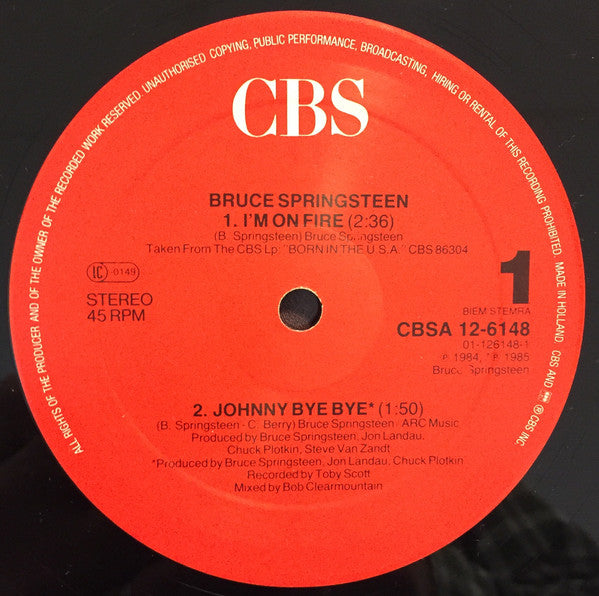 ALL RIGHTS OF THE PRODUCER AND OF THE OWNER OF THE RECORDED WORK RESERVED UNAUTHORISED COPYING, PUBLIC PERFORMANCE, BROADCASTING, HIRING OR RENTAL OF THIS RECORDING PROHIBITED. MADE IN HOLLAND CBS AND ℗ CBS INC
CBS
BRUCE SPRINGSTEEN
1. I'M ON FIRE (2:36)
(B. Springsteen) Bruce Springsteen
Taken From The CBS Lp: "BORN IN THE U.S.A." CBS 86304
LC 0149
STEREO
45 RPM
1
BIEM STEMRA
CBSA 12-6148
01-126148-1
℗ 1984, * ℗ 1985
Bruce Springsteen
2. JOHNNY BYE BYE* (1:50)
(B. Springsteen - C. Berry) Bruce Springsteen / ARC Music
Produced by Bruce Springsteen, Jon Landau,
Chuck Plotkin, Steve Van Zandt
*Produced by Bruce Springsteen, Jon Landau, Chuck Plotkin
Recorded by Toby Scott
Mixed by Bob Clearmountain